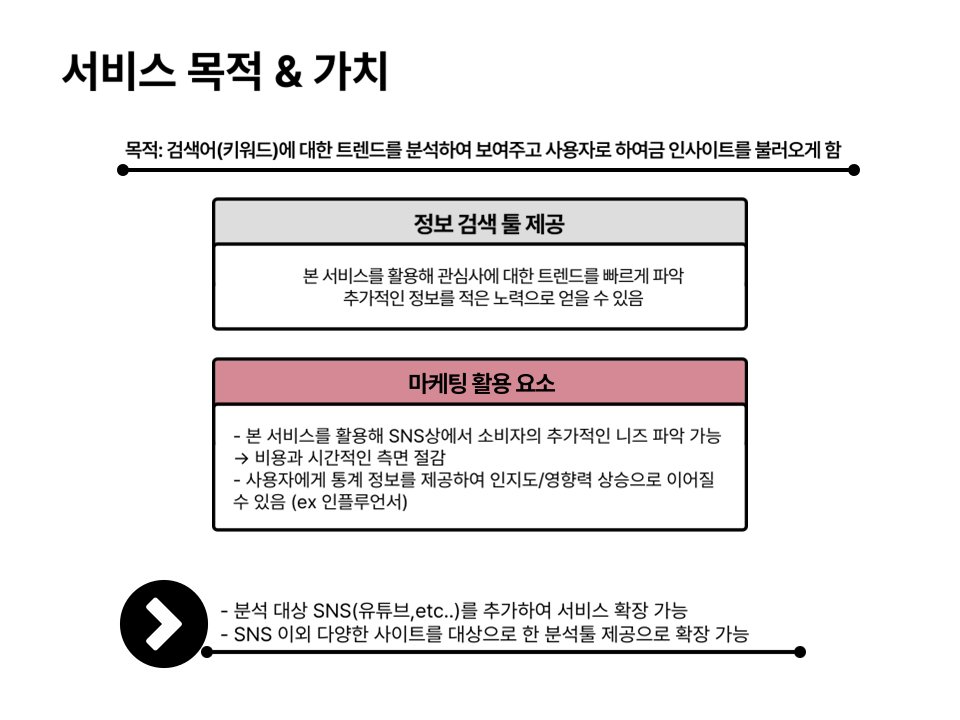 서비스 목적 & 가치
목적: 검색어(키워드)에 대한 트렌드를 분석하여 보여주고 사용자로 하여금 인사이트를 불러오게 함
정보 검색 툴 제공
본 서비스를 활용해 관심사에 대한 트렌드를 빠르게 파악
추가적인 정보를 적은 노력으로 얻을 수 있음
마케팅 활용 요소
- 본 서비스를 활용해 SNS상에서 소비자의 추가적인 니즈 파악 가능
→ 비용과 시간적인 측면 절감
- 사용자에게 통계 정보를 제공하여 인지도/영향력 상승으로 이어질
수 있음 (ex 인플루언서)
- 분석 대상 SNS(유튜브,etc..)를 추가하여 서비스 확장 가능
- SNS 이외 다양한 사이트를 대상으로 한 분석툴 제공으로 확장 가능